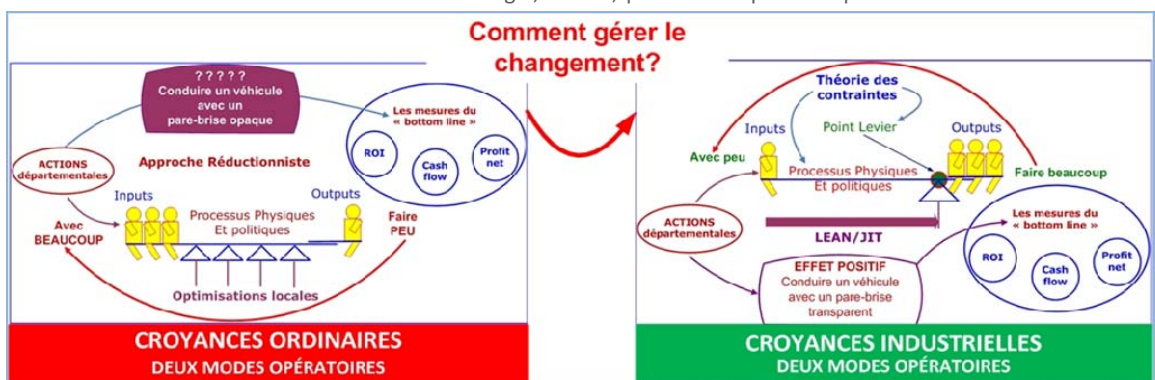 Comment gérer le
changement?
? ? ? ? ?
Conduire un véhicule
avec un
pare-brise opaque
Les mesures du
« bottom line »
ROI
Cash
flow
Profit
net
ACTIONS
départementales
Approche Réductionniste
Inputs
Outputs
Processus Physiques
Et politiques
Avec
BEAUCOUP
Faire
PEU
Optimisations locales
CROYANCES ORDINAIRES
DEUX MODES OPÉRATOIRES
Théorie des
contraintes
Inputs
Point Levier
Outputs
Avec peu
Processus Physiques
Et politiques
Faire beaucoup
ACTIONS
départementales
LEAN/JIT
Les mesures du
« bottom line »
ROI
Cash
flow
Profit
net
EFFET POSITIF
Conduire un véhicule
avec un pare-brise
transparent
CROYANCES INDUSTRIELLES
DEUX MODES OPÉRATOIRES